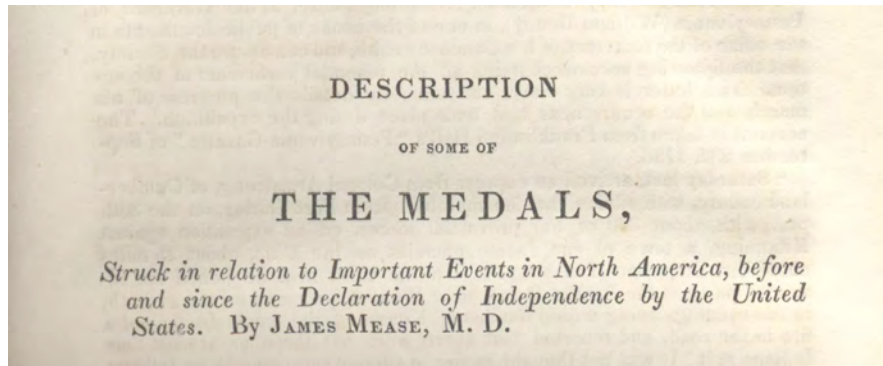 DESCRIPTION
OF SOME OF
THE MEDALS,
Struck in relation to Important Events in North America, before
and since the Declaration of Independence by the United
States. By JAMES MEASE, M. D.